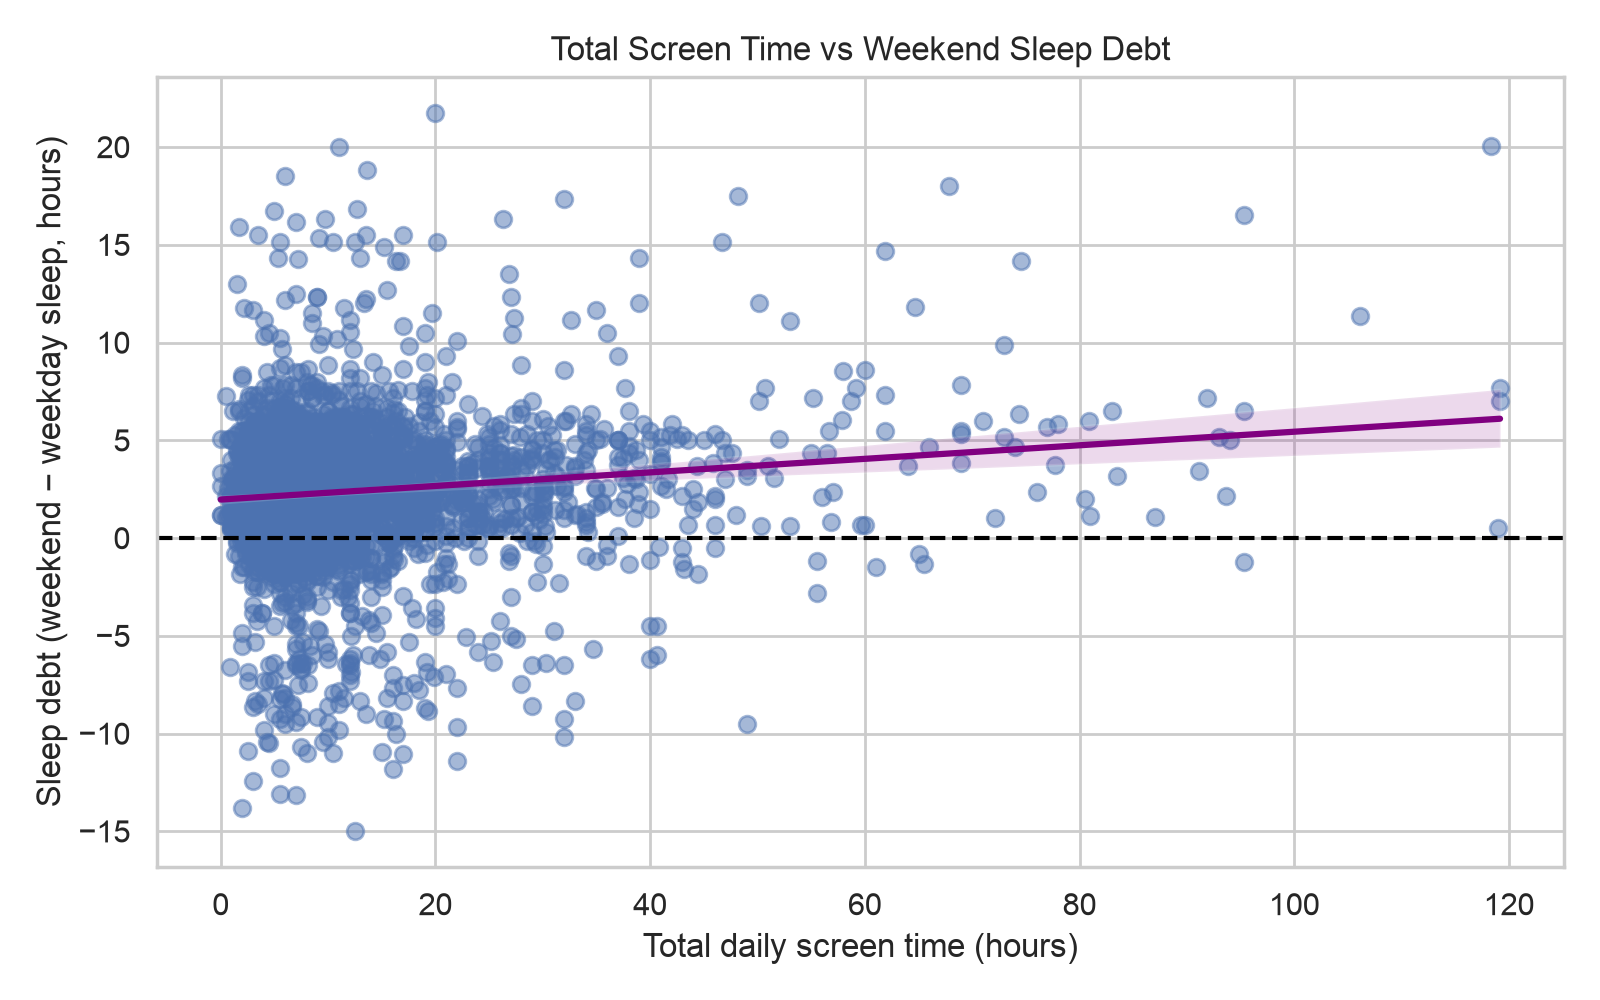 Total Screen Time vs Weekend Sleep Debt
Sleep debt (weekend − weekday sleep, hours)
20
15
10
5
0
−5
−10
−15
0 20 40 60 80 100 120
Total daily screen time (hours)